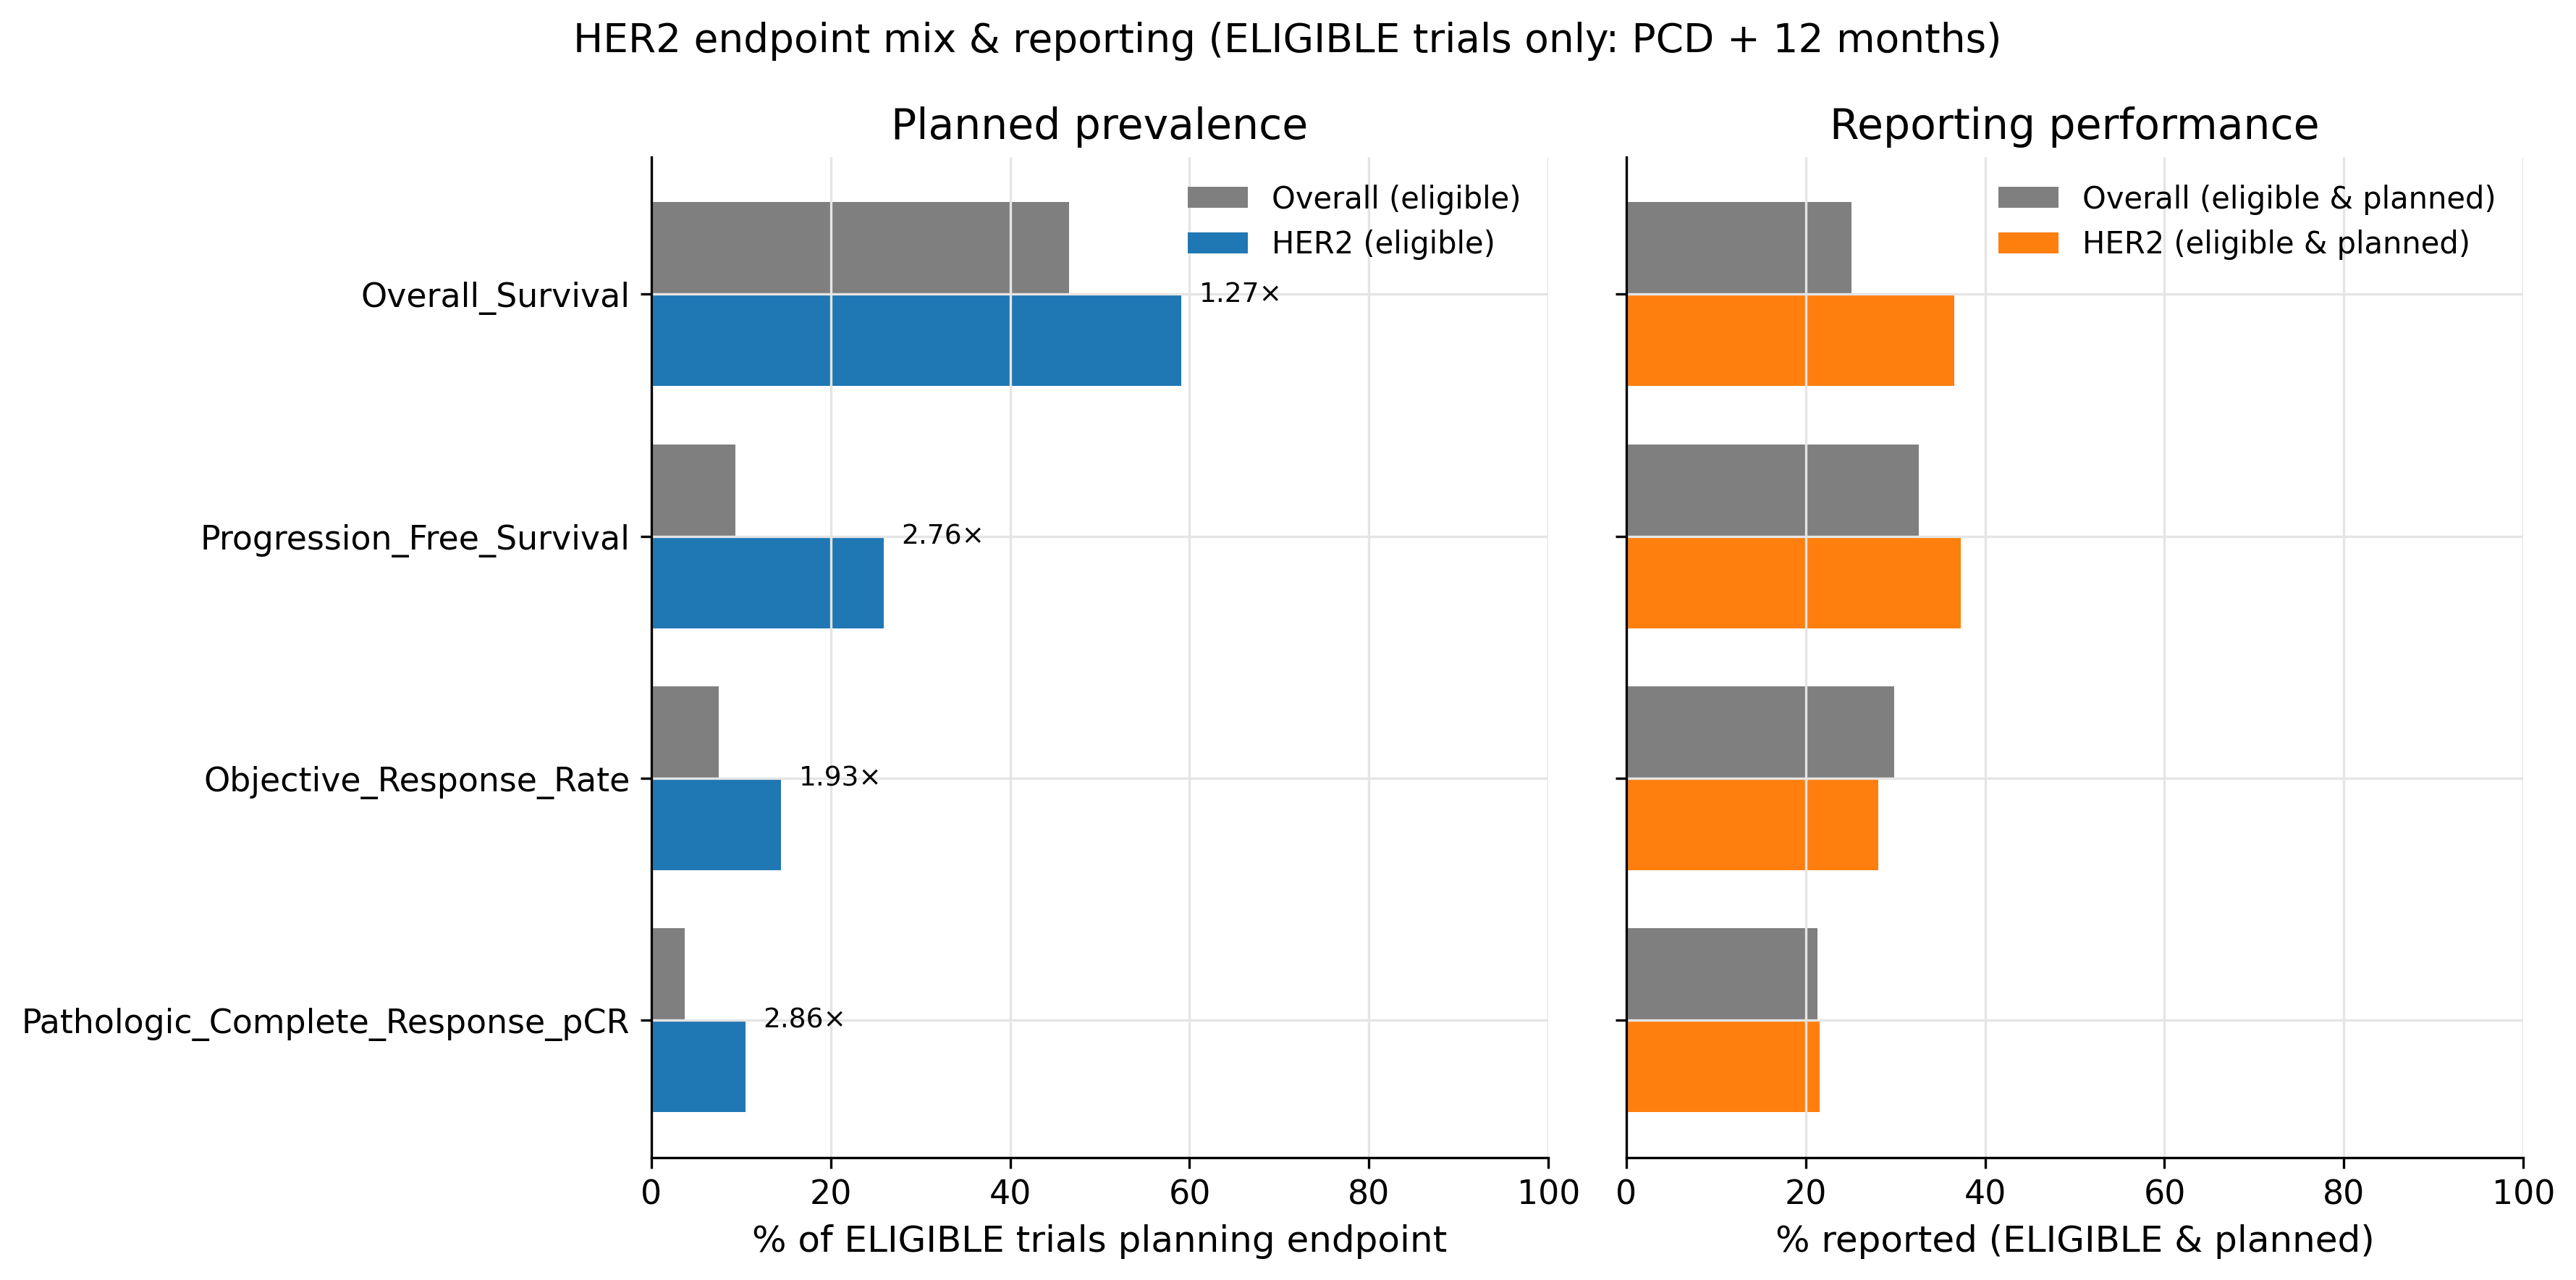 HER2 endpoint mix & reporting (ELIGIBLE trials only: PCD + 12 months)
Planned prevalence
Overall (eligible)
HER2 (eligible)
Overall_Survival
1.27×
Progression_Free_Survival
2.76×
Objective_Response_Rate
1.93×
Pathologic_Complete_Response_pCR
2.86×
0 20 40 60 80 100
% of ELIGIBLE trials planning endpoint
Reporting performance
Overall (eligible & planned)
HER2 (eligible & planned)
0 20 40 60 80 100
% reported (ELIGIBLE & planned)